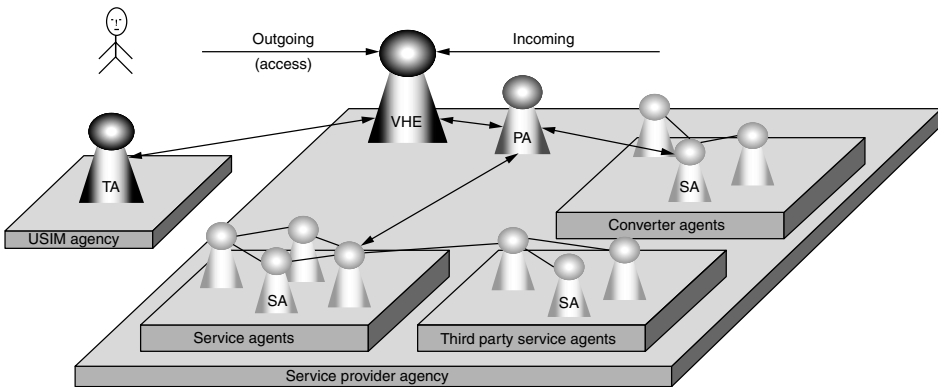 Outgoing
Incoming
(access)
VHE
PA
TA
SA
USIM agency
Converter agents
SA
SA
Service agents
Third party service agents
Service provider agency